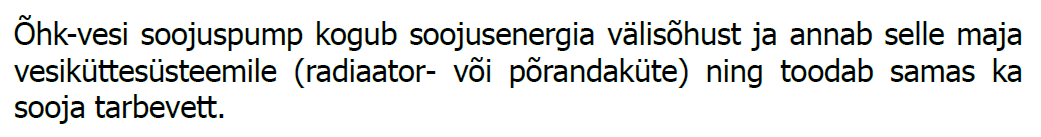 Õhk-vesi soojuspump kogub soojusenergia välisõhust ja annab selle maja
vesiküttesüsteemile (radiaator- või põrandaküte) ning toodab samas ka
sooja tarbevett.